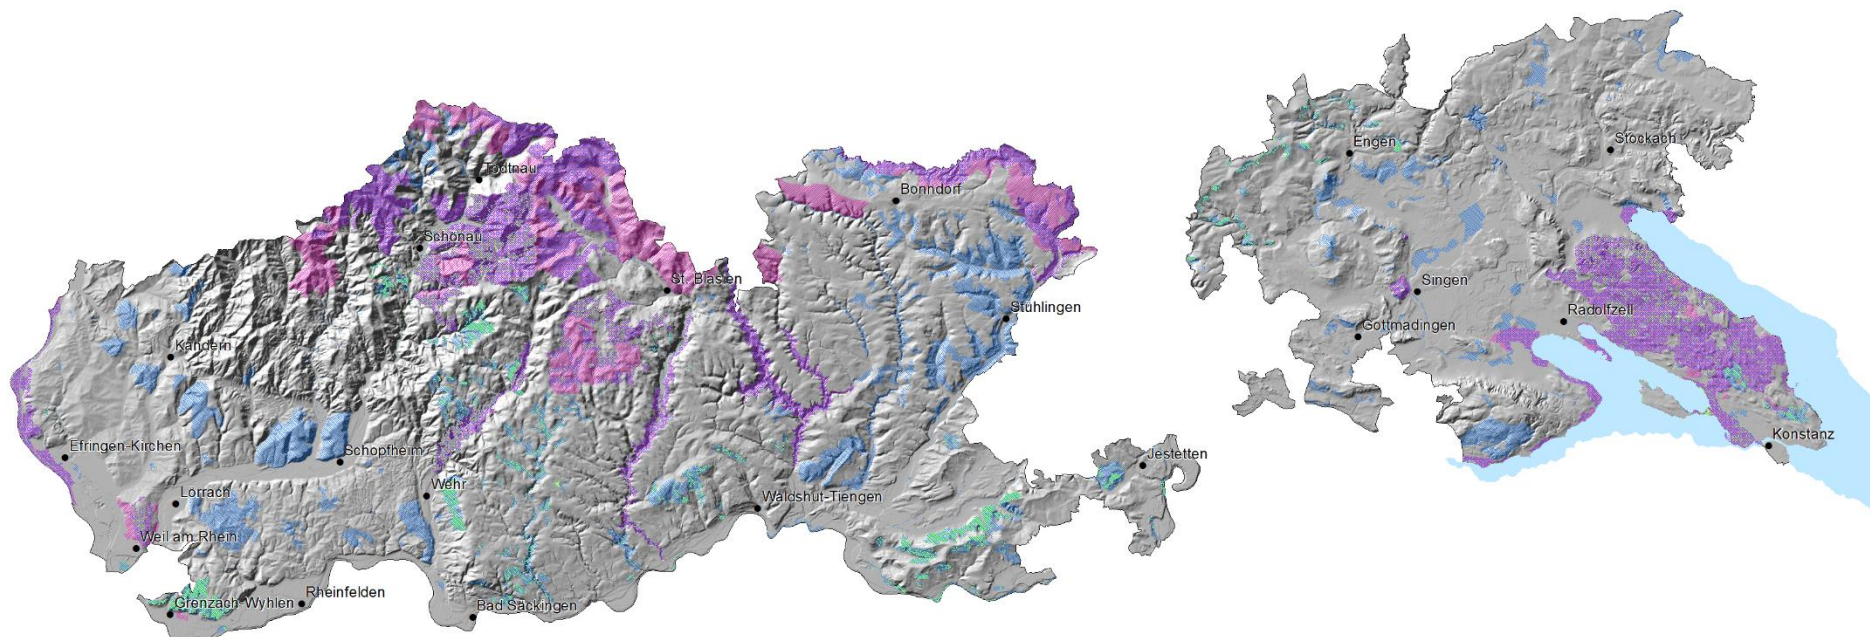 Todtnau
Schönau
St. Blasien
Bonndorf
Stühlingen
Kandern
Efringen-Kirchen
Schopfheim
Wehr
Lörrach
Weil am Rhein
Waldshut-Tiengen
Jestetten
Grenzach-Wyhlen
Rheinfelden
Bad Säckingen
Engen
Stockach
Singen
Radolfzell
Gottmadingen
Konstanz